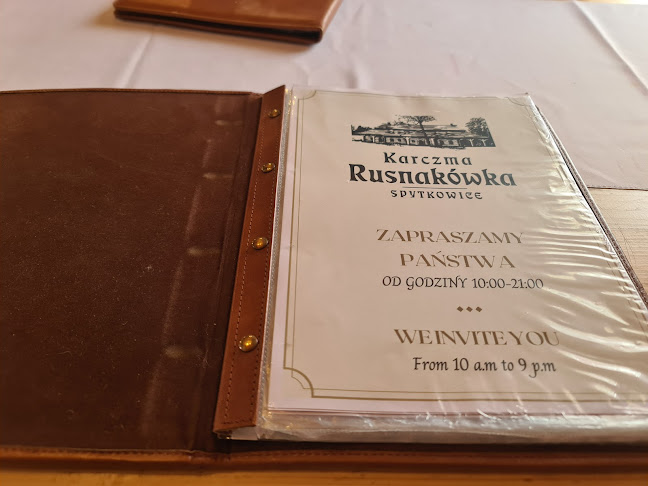 Karczma
Rusnakówka
SPYTKOWICE
ZAPRASZAMY
PAŃSTWA
OD GODZINY 10:00-21:00
WE INVITE YOU
From 10 a.m to 9 p.m